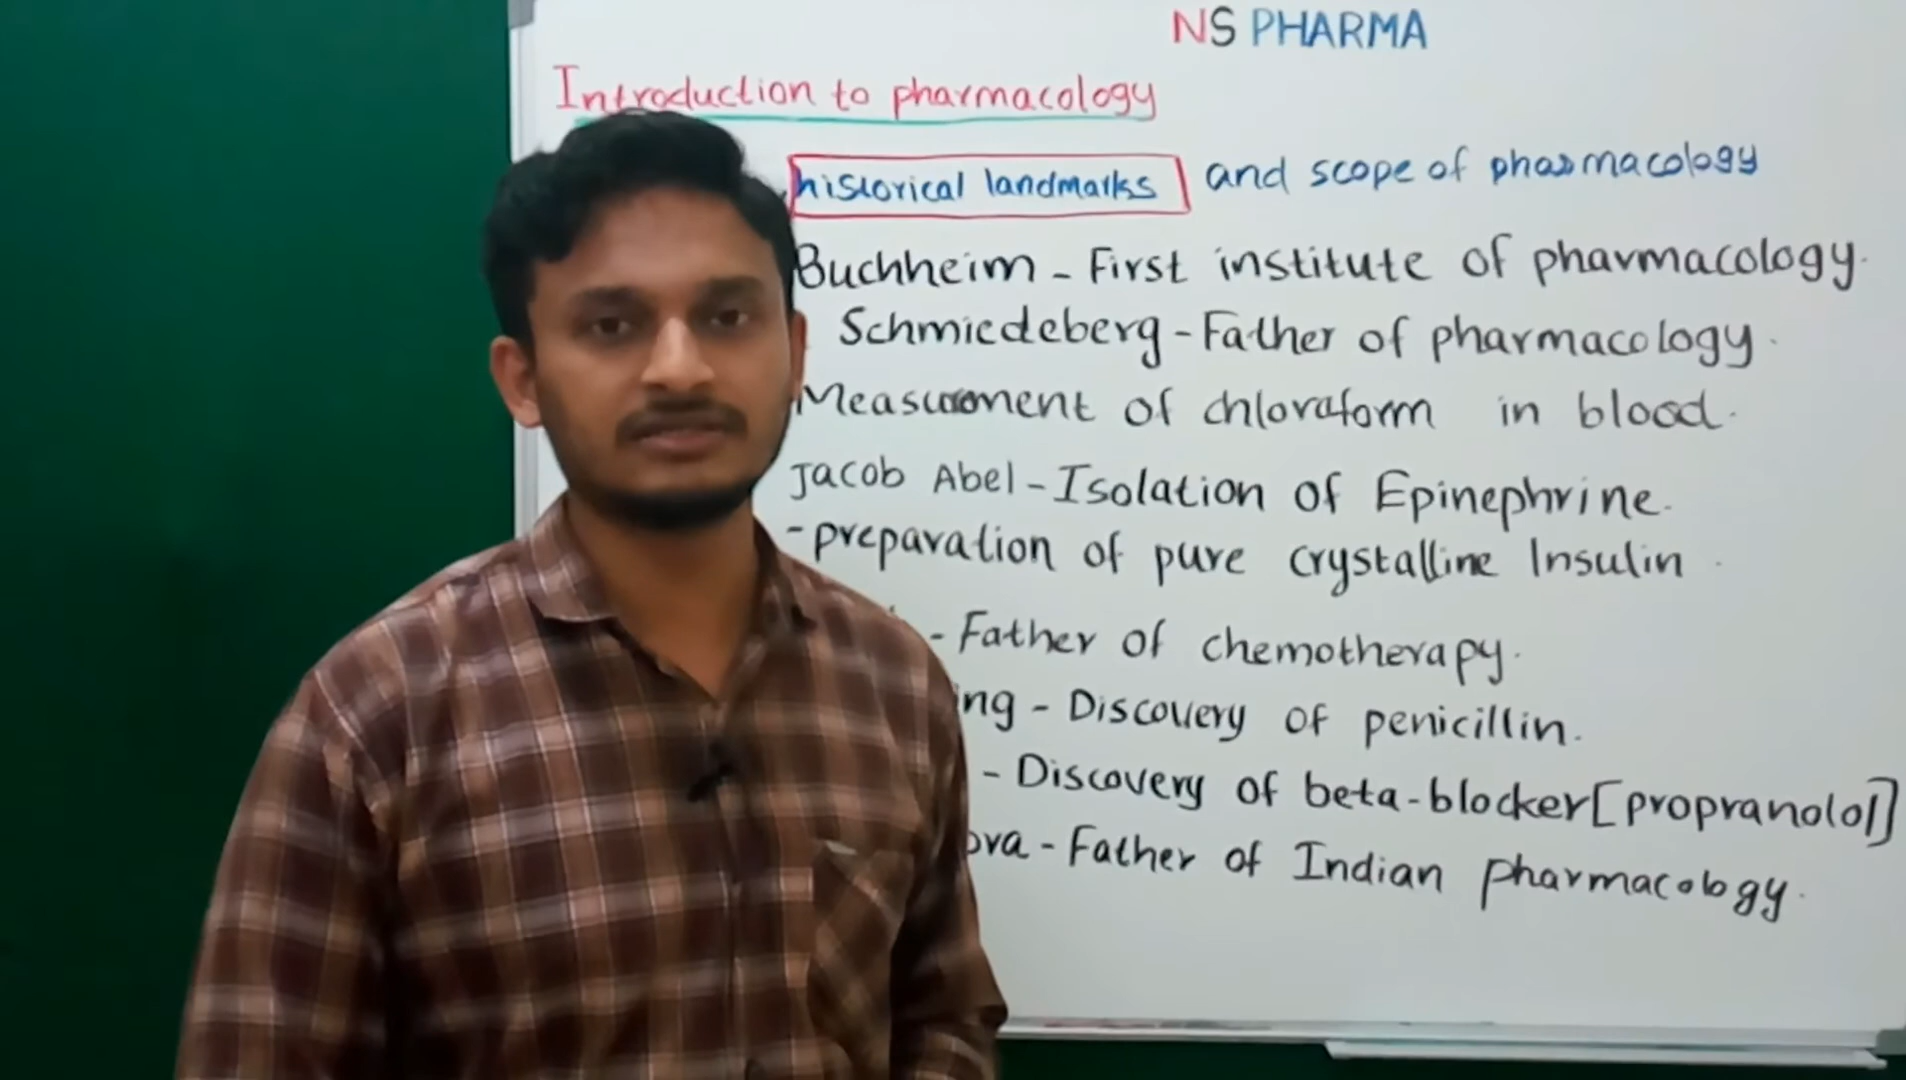 NS PHARMA
Introduction to pharmacology
historical landmarks and scope of pharmacology
Buchheim - First institute of pharmacology.
Schmiedeberg - Father of pharmacology.
Measurement of chloroform in blood.
Jacob Abel - Isolation of Epinephrine.
- preparation of pure crystalline Insulin
- Father of chemotherapy.
- Discovery of penicillin.
- Discovery of beta-blocker [propranolol]
- Father of Indian pharmacology.